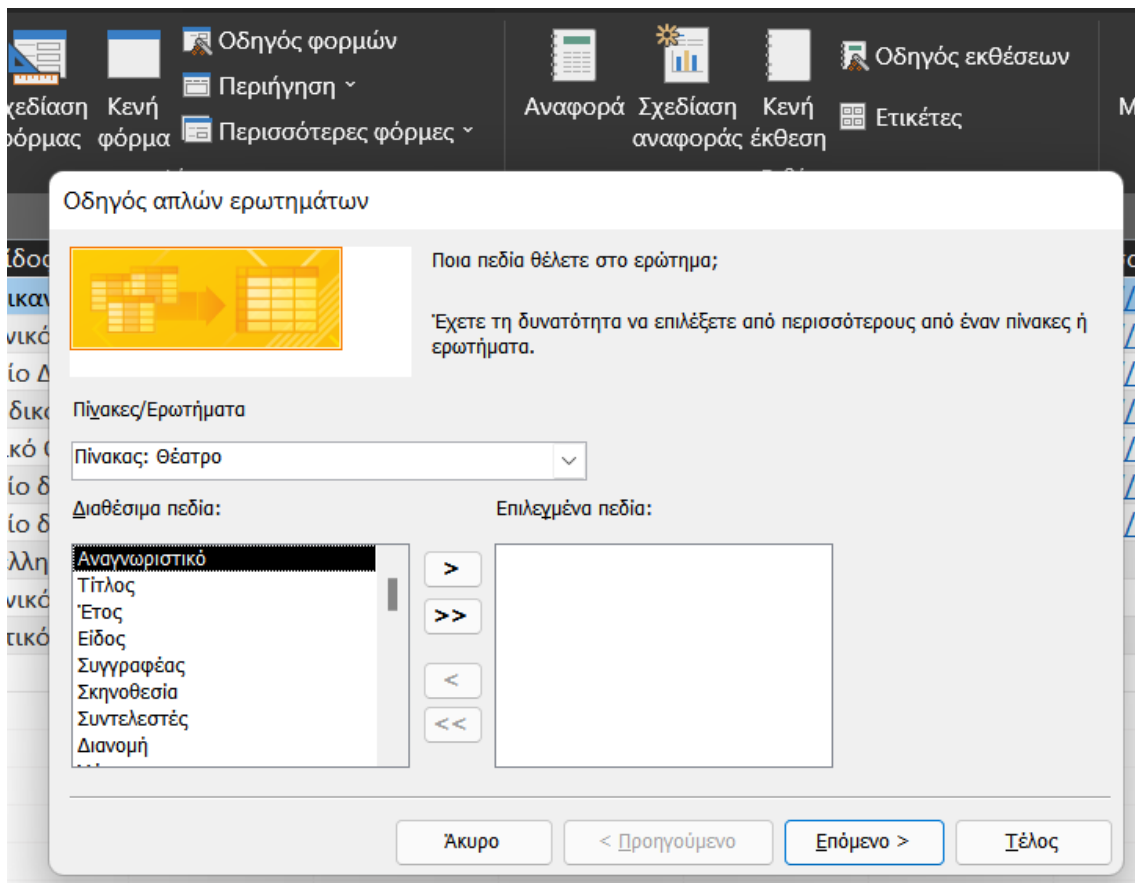 Οδηγός φορμών
Περιήγηση
Κενή φόρμα
Περισσότερες φόρμες
Αναφορά
Σχεδίαση αναφοράς
Κενή έκθεση
Οδηγός εκθέσεων
Ετικέτες
Οδηγός απλών ερωτημάτων
Ποια πεδία θέλετε στο ερώτημα;
Έχετε τη δυνατότητα να επιλέξετε από περισσότερους από έναν πίνακες ή
ερωτήματα.
Πίνακες/Ερωτήματα
Πίνακας: Θέατρο
Διαθέσιμα πεδία:
Επιλεγμένα πεδία:
Αναγνωριστικό
Τίτλος
Έτος
Είδος
Συγγραφέας
Σκηνοθεσία
Συντελεστές
Διανομή
>
>>
<
<<
Άκυρο
< Προηγούμενο
Επόμενο >
Τέλος